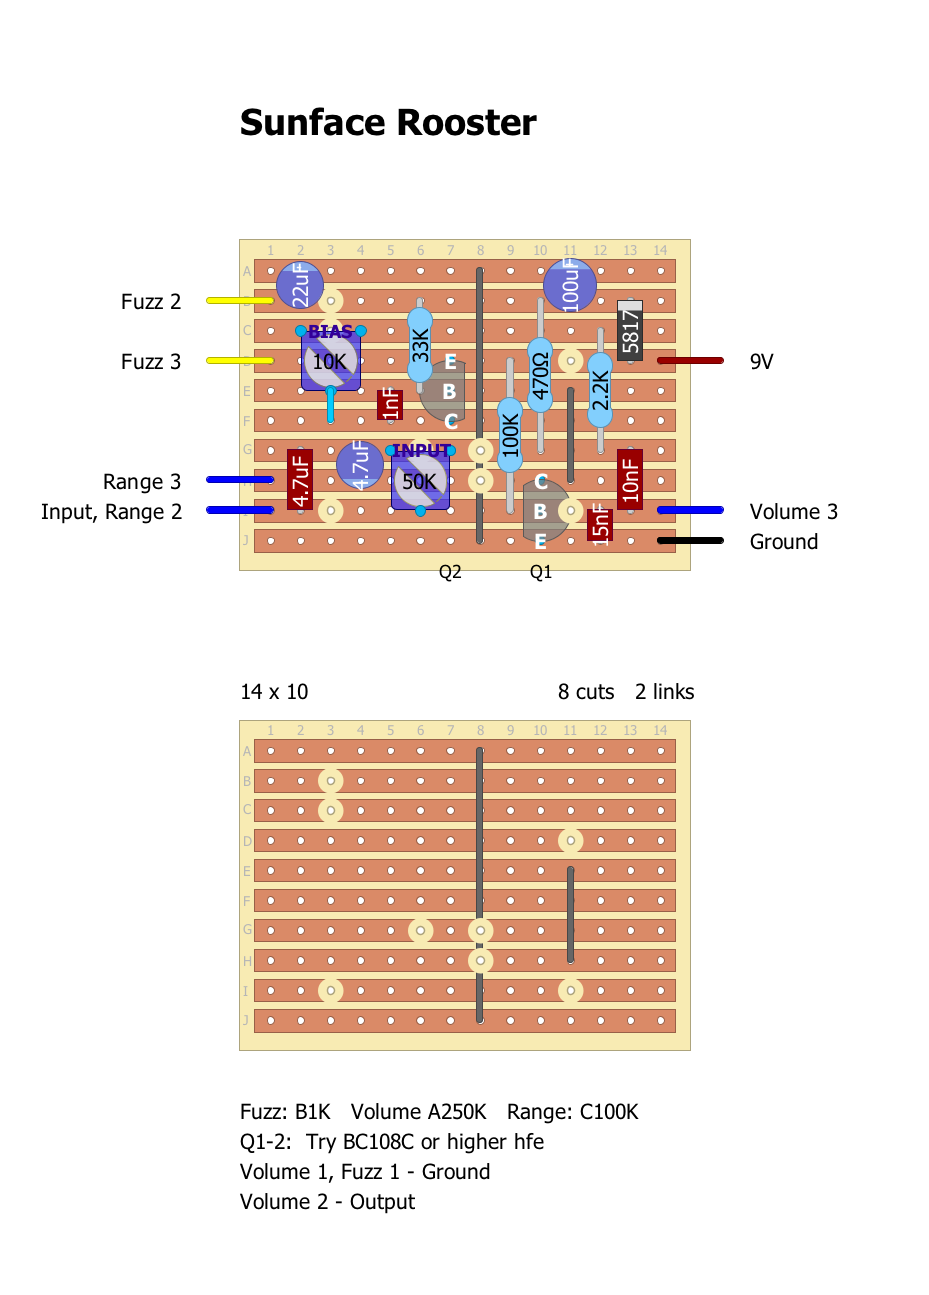 Sunface Rooster
1 2 3 4 5 6 7 8 9 10 11 12 13 14
A
22uF
100uF
Fuzz 2
C
BIAS
33K
5817
Fuzz 3
10K
E
470Ω
2.2K
9V
E
B
1nF
F
C
100K
G
4.7uF
4.7uF
INPUT
10nF
Range 3
50K
C
Input, Range 2
B
15nF
Volume 3
J
E
Ground
Q2 Q1
14 x 10 8 cuts 2 links
1 2 3 4 5 6 7 8 9 10 11 12 13 14
A
B
C
D
E
F
G
H
I
J
Fuzz: B1K Volume A250K Range: C100K
Q1-2: Try BC108C or higher hfe
Volume 1, Fuzz 1 - Ground
Volume 2 - Output